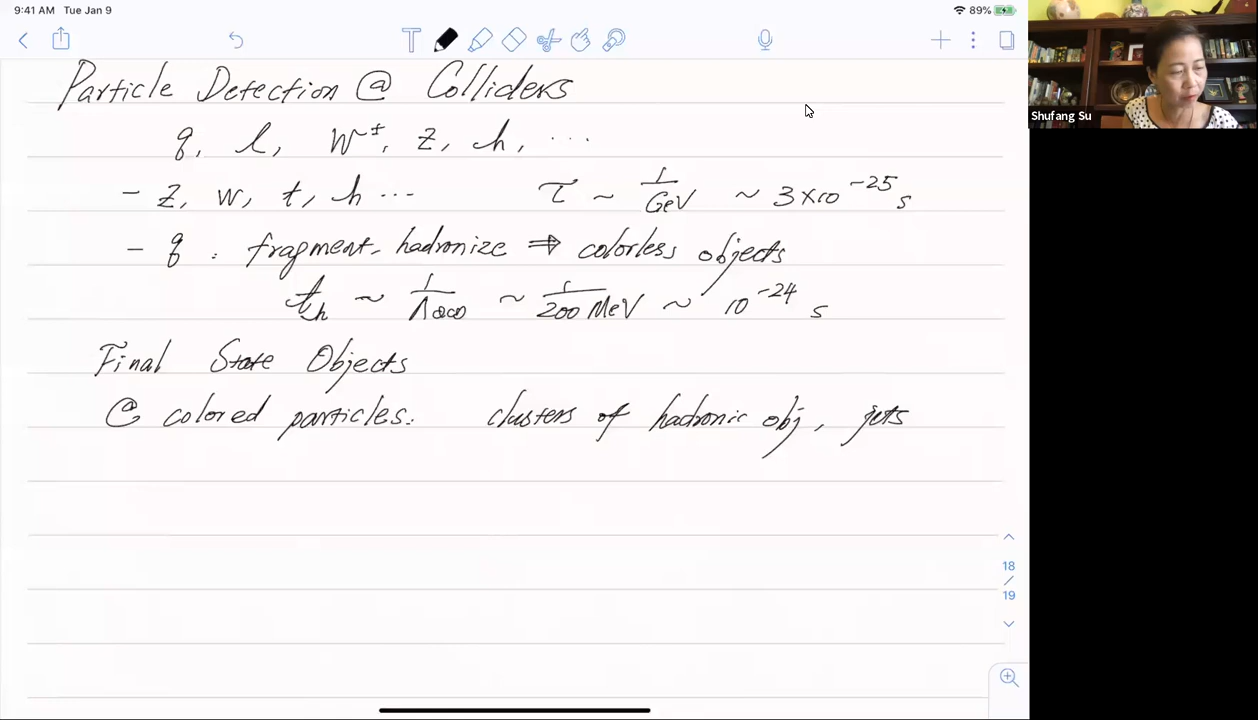 9:41 AM Tue Jan 9
89%
Particle Detection @ Colliders
q, l, W±, Z, h, ...
- Z, W, t, h ... τ ~ 1/GeV ~ 3×10^-25 s
- q : fragment, hadronize ⇒ colorless objects
t_h ~ 1/Λ_QCD ~ 1/200 MeV ~ 10^-24 s
Final State Objects
@ colored particles: clusters of hadronic obj, jets
18
/
19
Shufang Su